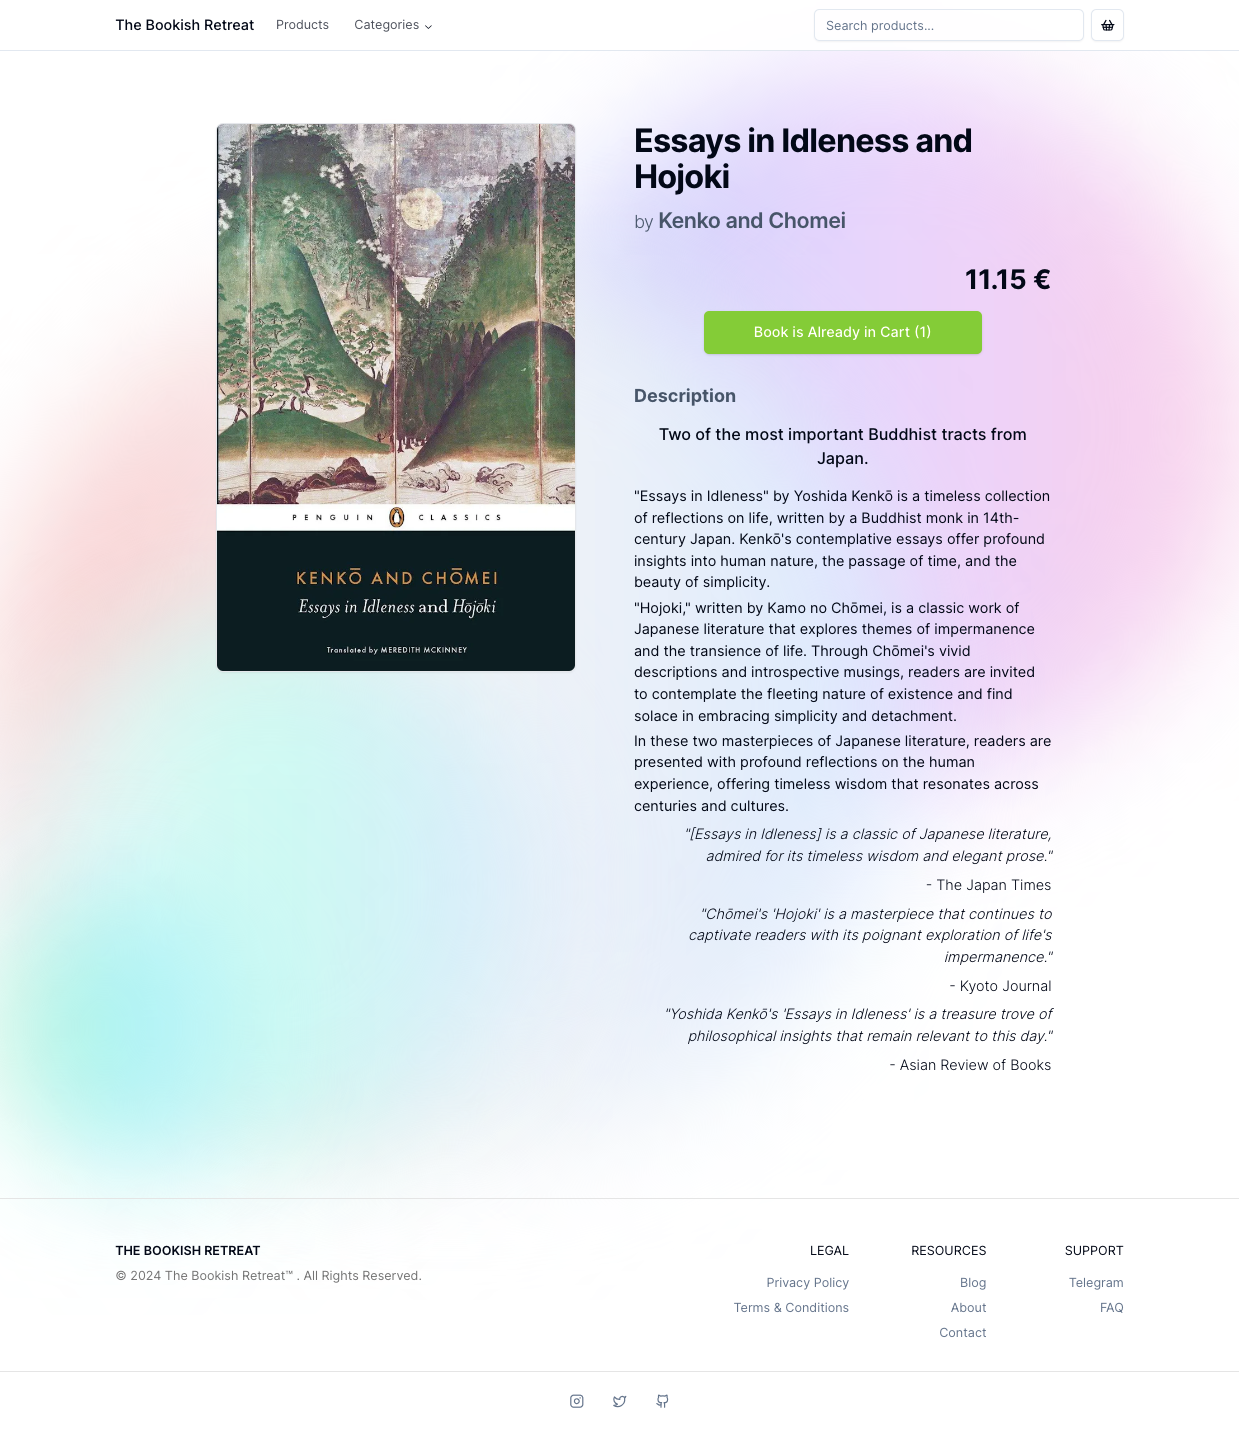 The Bookish Retreat
Products
Categories
Search products...
PENGUIN CLASSICS
KENKŌ AND CHŌMEI
Essays in Idleness and Hōjōki
Translated by MEREDITH MCKINNEY
Essays in Idleness and
Hojoki
by Kenko and Chomei
11.15 €
Book is Already in Cart (1)
Description
Two of the most important Buddhist tracts from
Japan.
"Essays in Idleness" by Yoshida Kenkō is a timeless collection
of reflections on life, written by a Buddhist monk in 14th-
century Japan. Kenkō's contemplative essays offer profound
insights into human nature, the passage of time, and the
beauty of simplicity.
"Hojoki," written by Kamo no Chōmei, is a classic work of
Japanese literature that explores themes of impermanence
and the transience of life. Through Chōmei's vivid
descriptions and introspective musings, readers are invited
to contemplate the fleeting nature of existence and find
solace in embracing simplicity and detachment.
In these two masterpieces of Japanese literature, readers are
presented with profound reflections on the human
experience, offering timeless wisdom that resonates across
centuries and cultures.
"[Essays in Idleness] is a classic of Japanese literature,
admired for its timeless wisdom and elegant prose."
- The Japan Times
"Chōmei's 'Hojoki' is a masterpiece that continues to
captivate readers with its poignant exploration of life's
impermanence."
- Kyoto Journal
"Yoshida Kenkō's 'Essays in Idleness' is a treasure trove of
philosophical insights that remain relevant to this day."
- Asian Review of Books
THE BOOKISH RETREAT
© 2024 The Bookish Retreat™ . All Rights Reserved.
LEGAL
Privacy Policy
Terms & Conditions
RESOURCES
Blog
About
Contact
SUPPORT
Telegram
FAQ